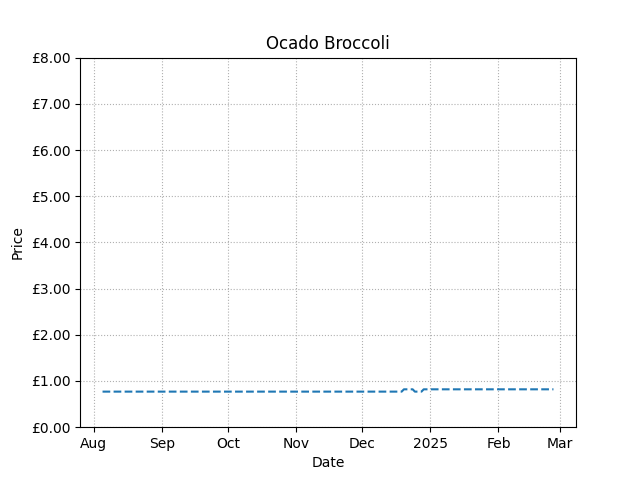 Ocado Broccoli
£8.00
£7.00
£6.00
£5.00
£4.00
£3.00
£2.00
£1.00
£0.00
Price
Aug Sep Oct Nov Dec 2025 Feb Mar
Date